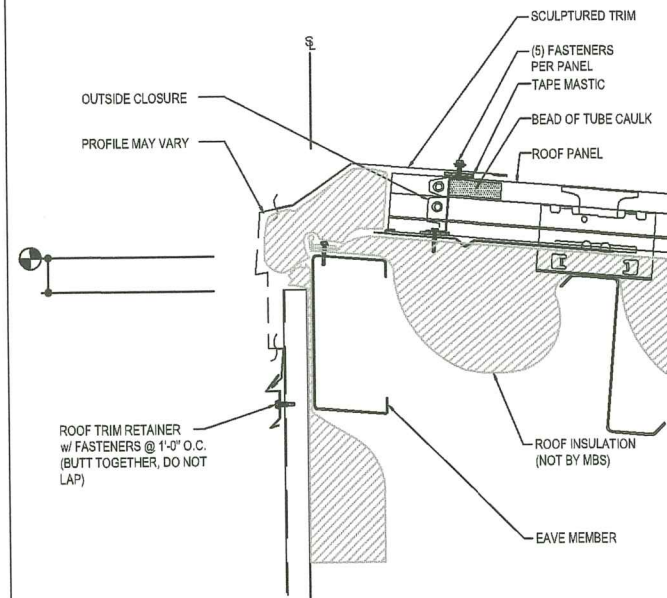 SCULPTURED TRIM
(5) FASTENERS
PER PANEL
TAPE MASTIC
BEAD OF TUBE CAULK
ROOF PANEL
OUTSIDE CLOSURE
PROFILE MAY VARY
ROOF TRIM RETAINER
w/ FASTENERS @ 1'-0" O.C.
(BUTT TOGETHER, DO NOT
LAP)
ROOF INSULATION
(NOT BY MBS)
EAVE MEMBER